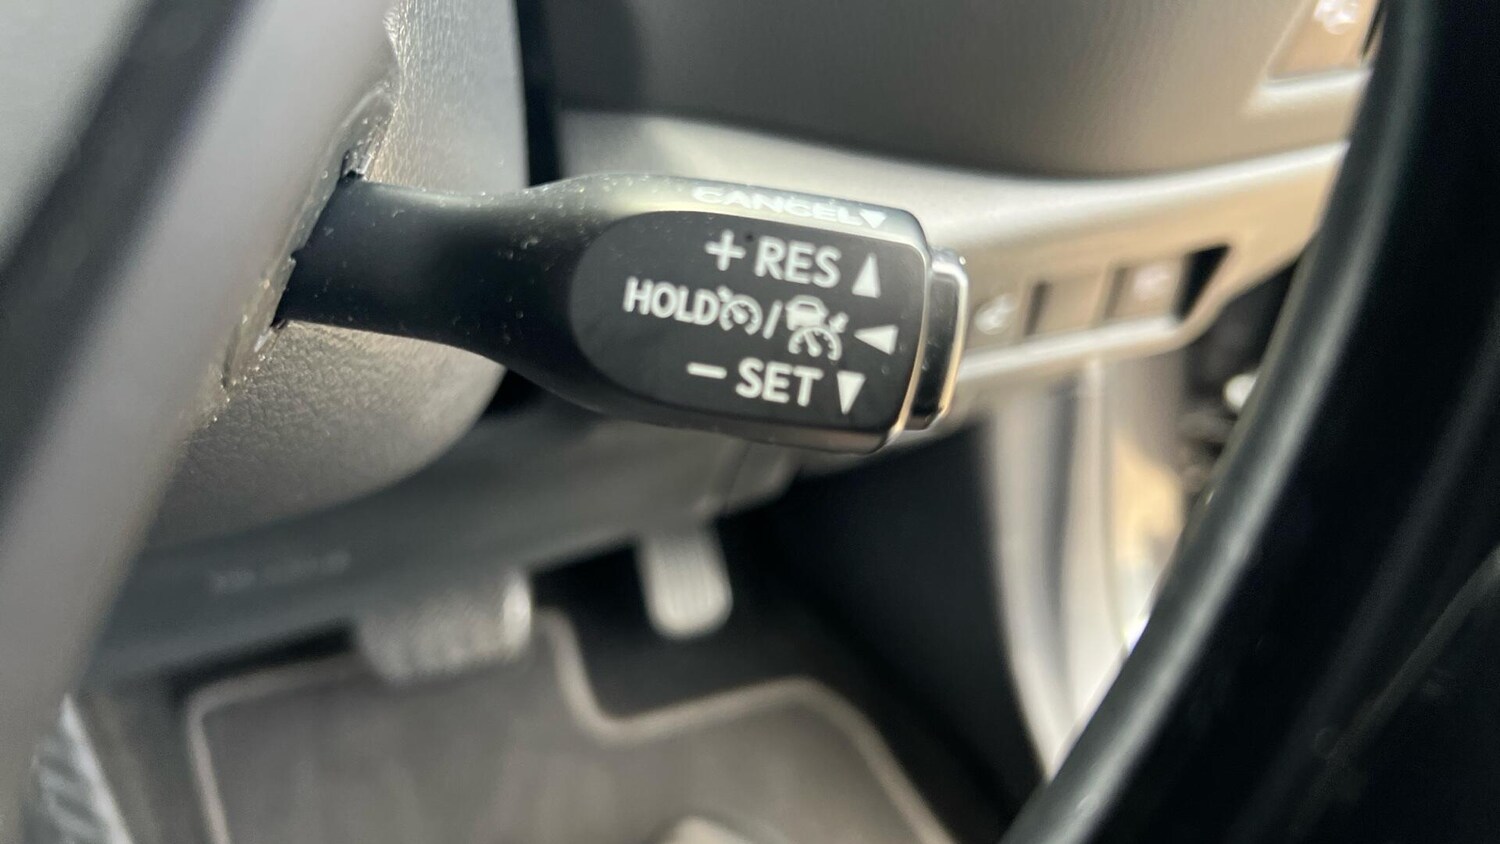 CANCEL▼
+ RES ▲
HOLD / ◀
− SET ▼